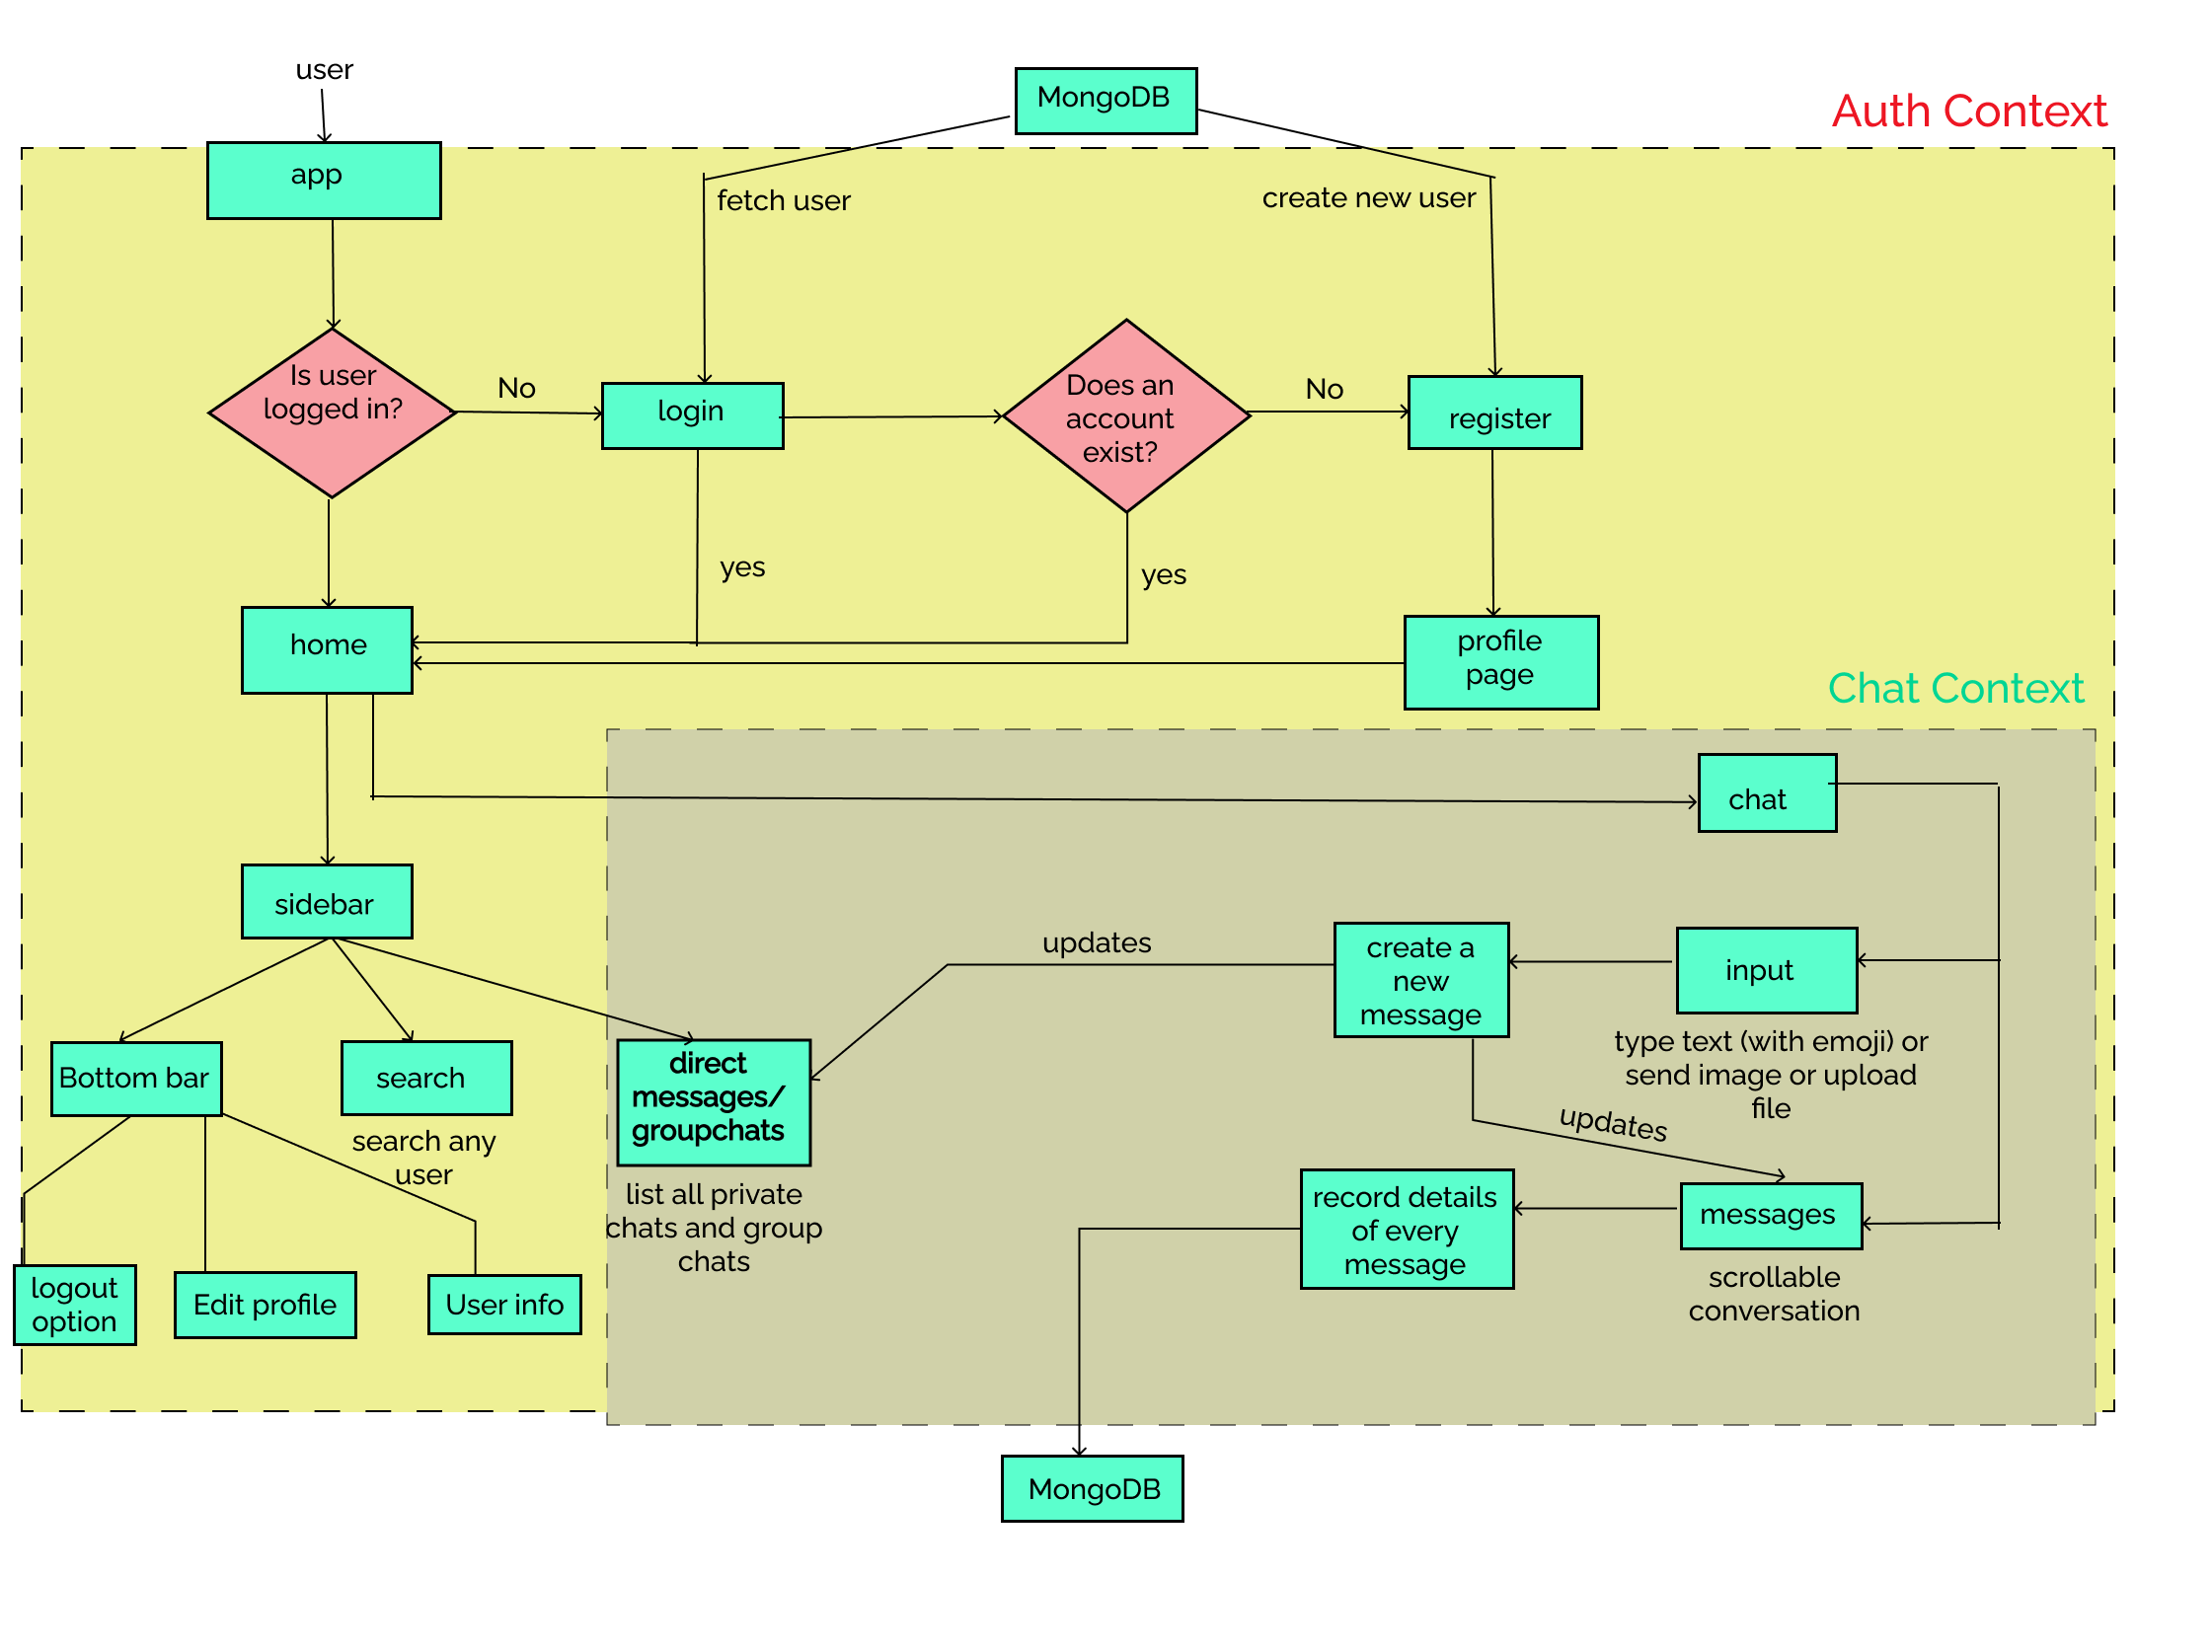 user
MongoDB
Auth Context
app
fetch user
create new user
Is user
logged in?
No
login
Does an
account
exist?
No
register
yes
yes
home
profile
page
Chat Context
chat
sidebar
updates
create a
new
message
input
type text (with emoji) or
send image or upload
file
Bottom bar
search
search any
user
direct
messages/
groupchats
list all private
chats and group
chats
updates
record details
of every
message
messages
scrollable
conversation
logout
option
Edit profile
User info
MongoDB